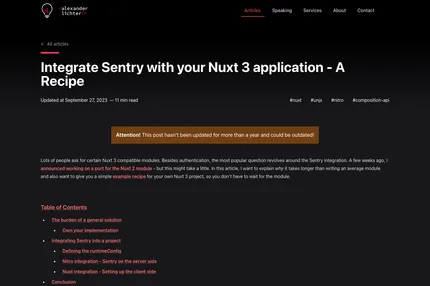 <alexander
lichter />
Articles
Speaking
Services
About
Contact
← All articles
Integrate Sentry with your Nuxt 3 application - A
Recipe
Updated at September 27, 2023 — 11 min read
#nuxt
#unjs
#nitro
#composition-api
Attention! This post hasn't been updated for more than a year and could be outdated!
Lots of people ask for certain Nuxt 3 compatible modules. Besides authentication, the most popular question revolves around the Sentry integration. A few weeks ago, I
announced working on a port for the Nuxt 2 module - but this might take a little. In this article, I want to explain why it takes longer than writing an average module
and also want to give you a simple example recipe for your own Nuxt 3 project, so you don't have to wait for the module.
Table of Contents
The burden of a general solution
Own your implementation
Integrating Sentry into a project
Defining the runtimeConfig
Nitro integration - Sentry on the server side
Nuxt integration - Setting up the client side
Conclusion